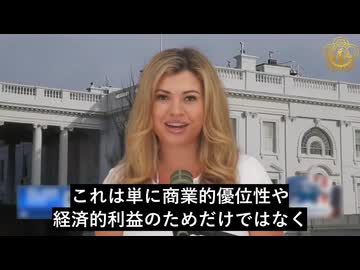 これは単に商業的優位性や
経済的利益のためだけではなく